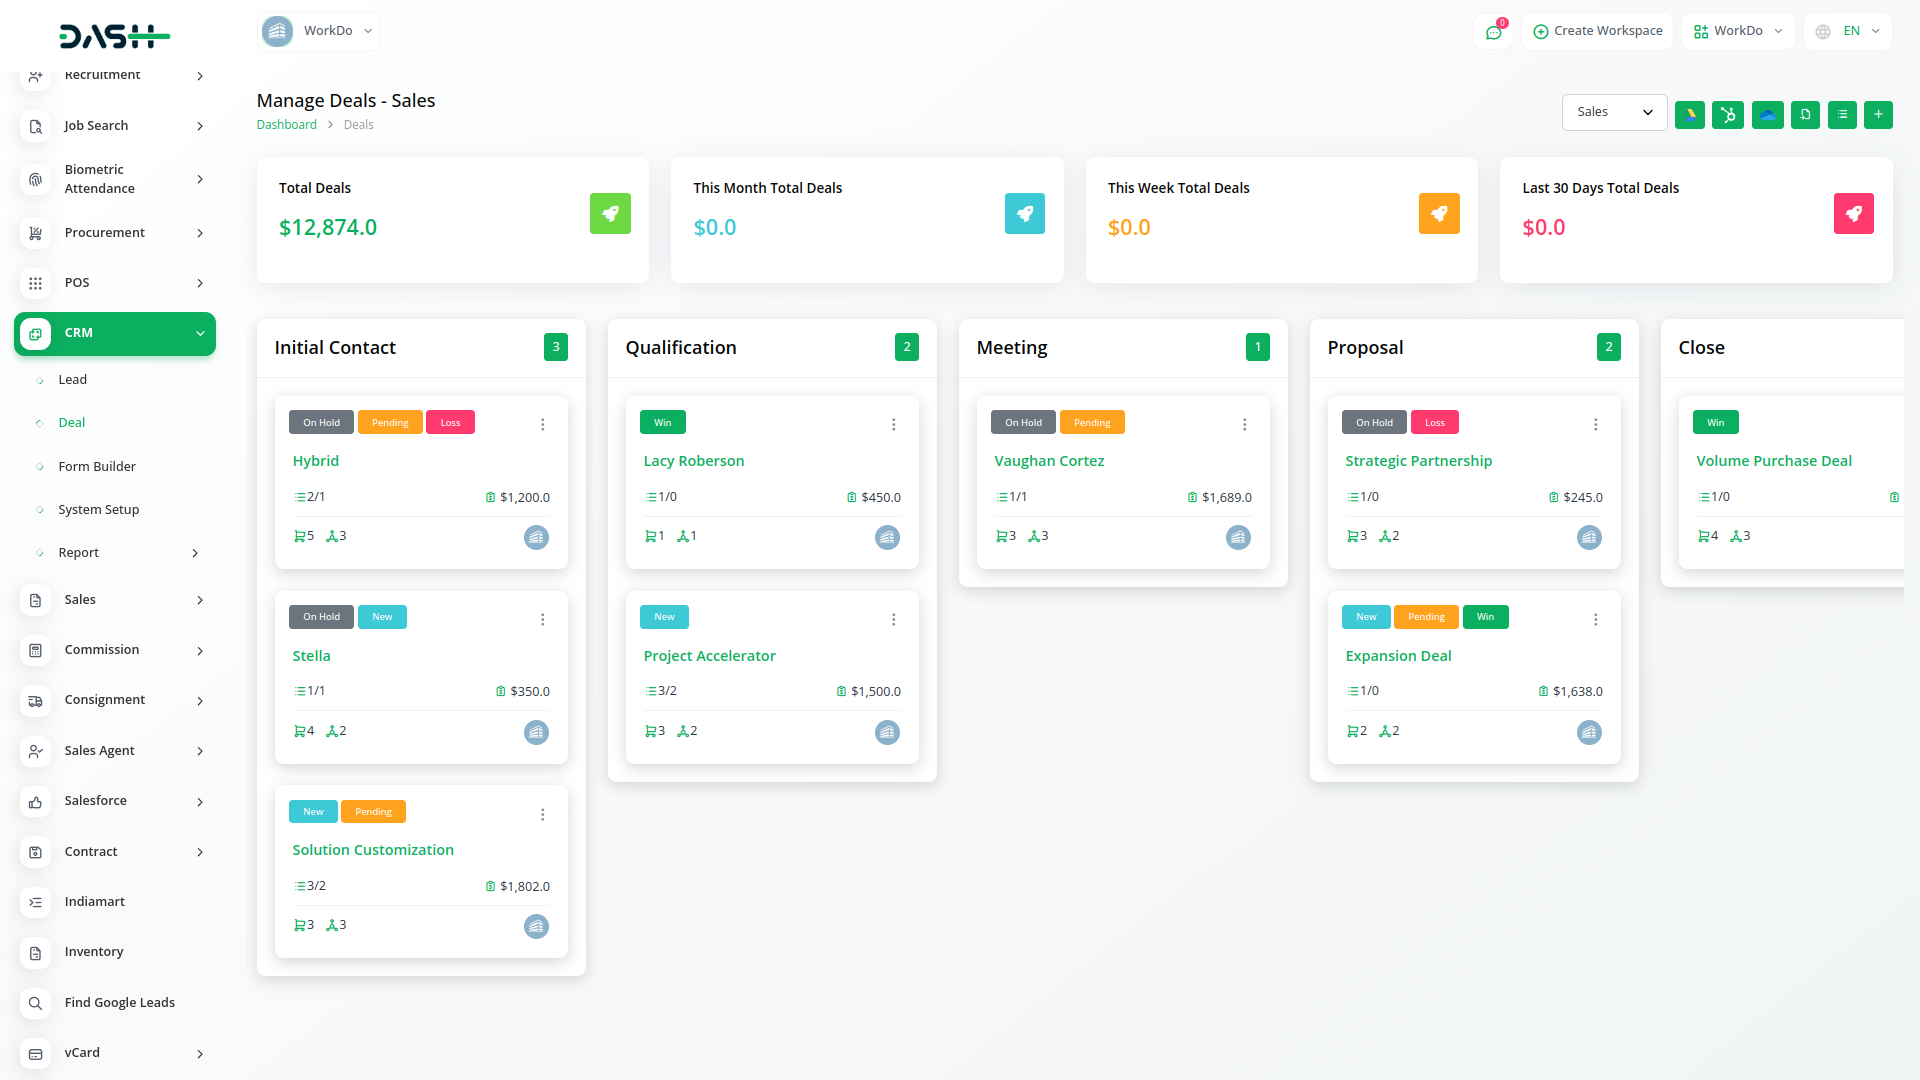 DASH
WorkDo
0
Create Workspace
WorkDo
EN
Recruitment
Job Search
Biometric
Attendance
Procurement
POS
CRM
Lead
Deal
Form Builder
System Setup
Report
Sales
Commission
Consignment
Sales Agent
Salesforce
Contract
Indiamart
Inventory
Find Google Leads
vCard
Manage Deals - Sales
Dashboard > Deals
Sales
Total Deals
$12,874.0
This Month Total Deals
$0.0
This Week Total Deals
$0.0
Last 30 Days Total Deals
$0.0
Initial Contact 3
On Hold Pending Loss
Hybrid
2/1 $1,200.0
5 3
On Hold New
Stella
1/1 $350.0
4 2
New Pending
Solution Customization
3/2 $1,802.0
3 3
Qualification 2
Win
Lacy Roberson
1/0 $450.0
1 1
New
Project Accelerator
3/2 $1,500.0
3 2
Meeting 1
On Hold Pending
Vaughan Cortez
1/1 $1,689.0
3 3
Proposal 2
On Hold Loss
Strategic Partnership
1/0 $245.0
3 2
New Pending Win
Expansion Deal
1/0 $1,638.0
2 2
Close
Win
Volume Purchase Deal
1/0
4 3